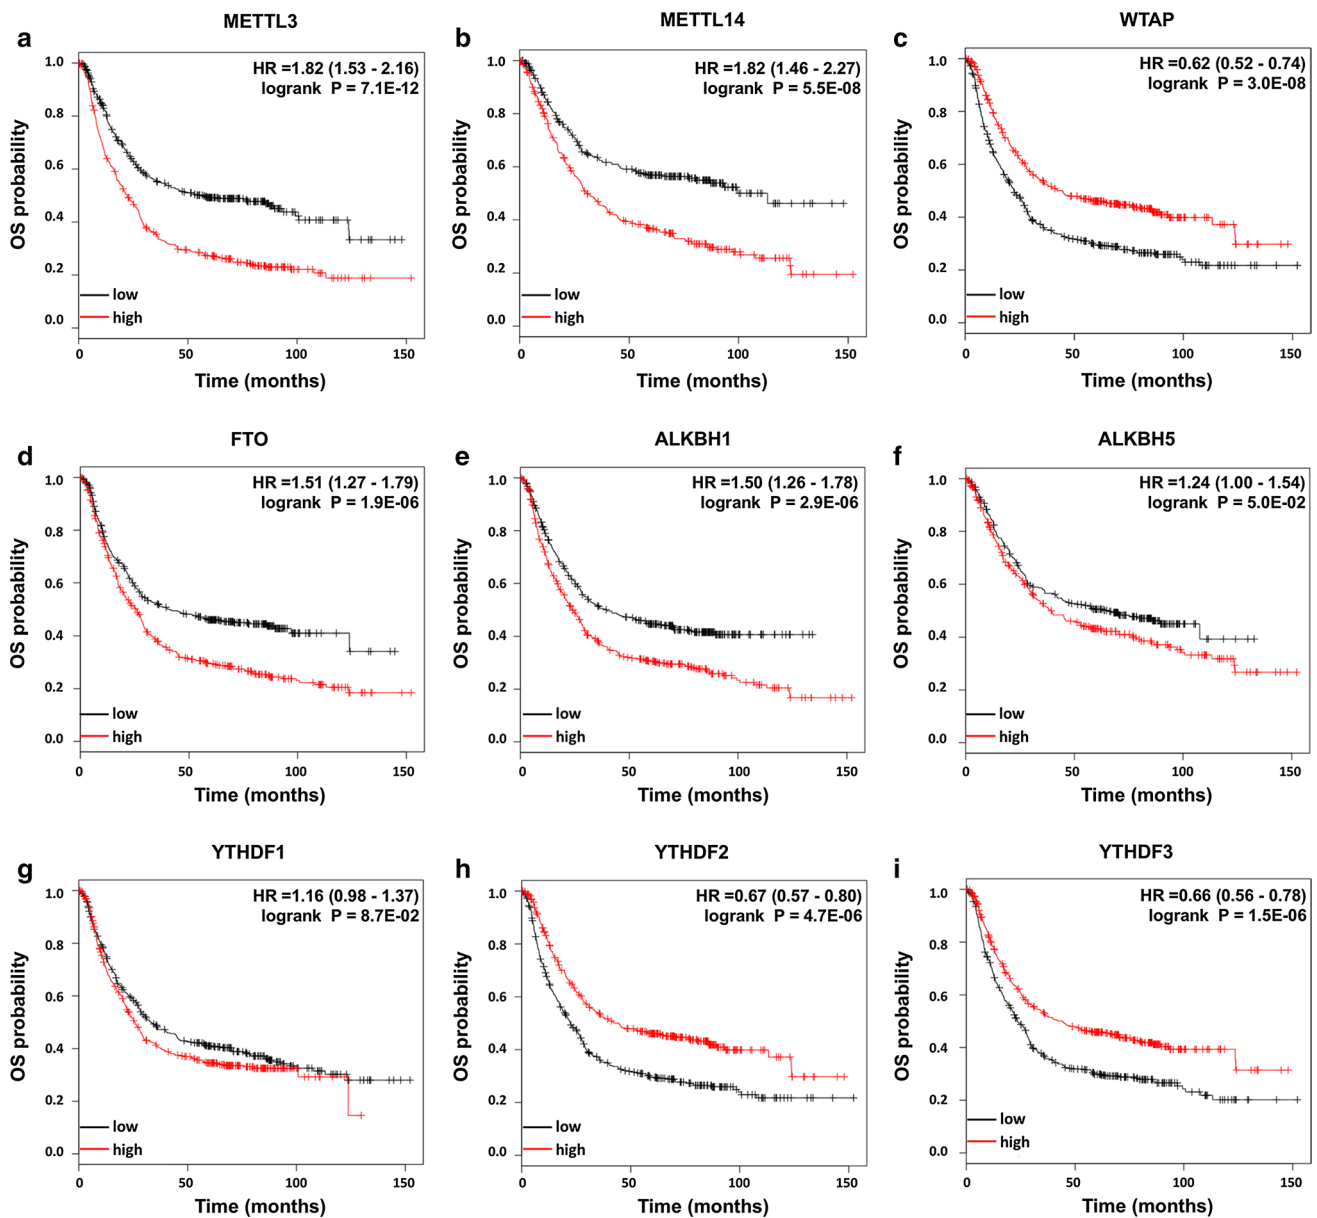 METTL3
a
HR =1.82 (1.53 - 2.16)
logrank P = 7.1E-12
OS probability
1.0
0.8
0.6
0.4
0.2
0.0
low
high
0 50 100 150
Time (months)
METTL14
b
HR =1.82 (1.46 - 2.27)
logrank P = 5.5E-08
OS probability
1.0
0.8
0.6
0.4
0.2
0.0
low
high
0 50 100 150
Time (months)
WTAP
c
HR =0.62 (0.52 - 0.74)
logrank P = 3.0E-08
OS probability
1.0
0.8
0.6
0.4
0.2
0.0
low
high
0 50 100 150
Time (months)
FTO
d
HR =1.51 (1.27 - 1.79)
logrank P = 1.9E-06
OS probability
1.0
0.8
0.6
0.4
0.2
0.0
low
high
0 50 100 150
Time (months)
ALKBH1
e
HR =1.50 (1.26 - 1.78)
logrank P = 2.9E-06
OS probability
1.0
0.8
0.6
0.4
0.2
0.0
low
high
0 50 100 150
Time (months)
ALKBH5
f
HR =1.24 (1.00 - 1.54)
logrank P = 5.0E-02
OS probability
1.0
0.8
0.6
0.4
0.2
0.0
low
high
0 50 100 150
Time (months)
YTHDF1
g
HR =1.16 (0.98 - 1.37)
logrank P = 8.7E-02
OS probability
1.0
0.8
0.6
0.4
0.2
0.0
low
high
0 50 100 150
Time (months)
YTHDF2
h
HR =0.67 (0.57 - 0.80)
logrank P = 4.7E-06
OS probability
1.0
0.8
0.6
0.4
0.2
0.0
low
high
0 50 100 150
Time (months)
YTHDF3
i
HR =0.66 (0.56 - 0.78)
logrank P = 1.5E-06
OS probability
1.0
0.8
0.6
0.4
0.2
0.0
low
high
0 50 100 150
Time (months)